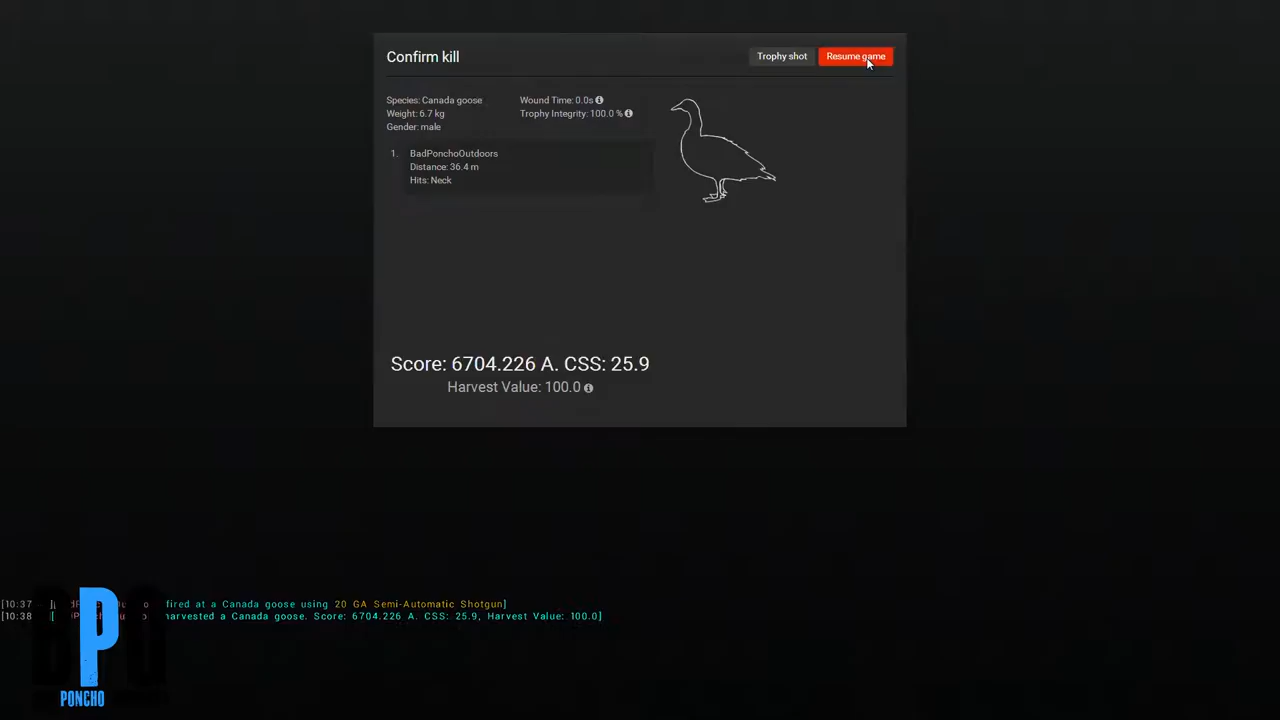 Confirm kill
Trophy shot
Resume game
Species: Canada goose
Weight: 6.7 kg
Gender: male
Wound Time: 0.0s
Trophy Integrity: 100.0 %
1. BadPonchoOutdoors
Distance: 36.4 m
Hits: Neck
Score: 6704.226 A. CSS: 25.9
Harvest Value: 100.0
[10:37 fired at a Canada goose using 20 GA Semi-Automatic Shotgun]
[10:38 [ harvested a Canada goose. Score: 6704.226 A. CSS: 25.9, Harvest Value: 100.0]
BPO
PONCHO